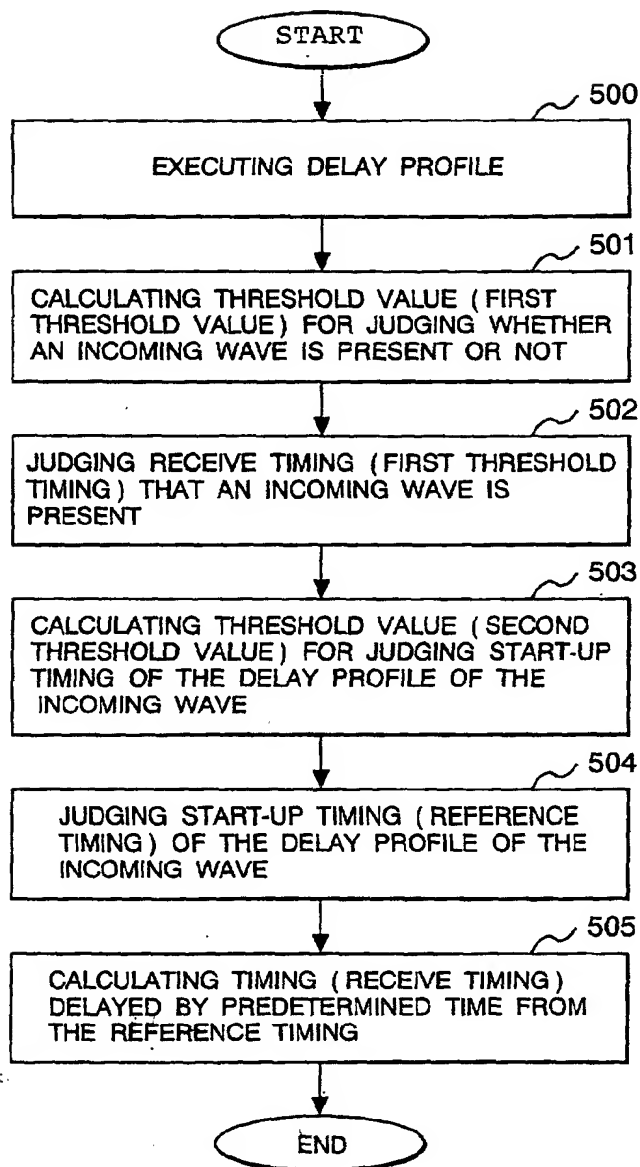 START
500
EXECUTING DELAY PROFILE
501
CALCULATING THRESHOLD VALUE (FIRST
THRESHOLD VALUE) FOR JUDGING WHETHER
AN INCOMING WAVE IS PRESENT OR NOT
502
JUDGING RECEIVE TIMING (FIRST THRESHOLD
TIMING) THAT AN INCOMING WAVE IS
PRESENT
503
CALCULATING THRESHOLD VALUE (SECOND
THRESHOLD VALUE) FOR JUDGING START-UP
TIMING OF THE DELAY PROFILE OF THE
INCOMING WAVE
504
JUDGING START-UP TIMING (REFERENCE
TIMING) OF THE DELAY PROFILE OF THE
INCOMING WAVE
505
CALCULATING TIMING (RECEIVE TIMING)
DELAYED BY PREDETERMINED TIME FROM
THE REFERENCE TIMING
END